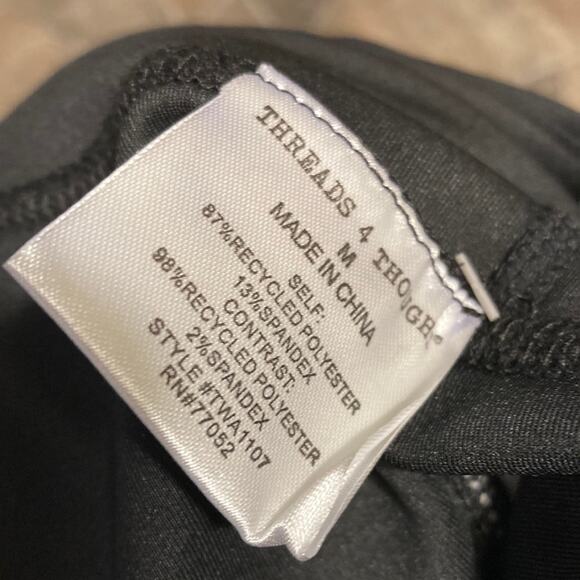 THREADS 4 THOUGHT
M
MADE IN CHINA
SELF:
87%RECYCLED POLYESTER
13%SPANDEX
CONTRAST:
98%RECYCLED POLYESTER
2%SPANDEX
STYLE #TWA1107
RN#77052